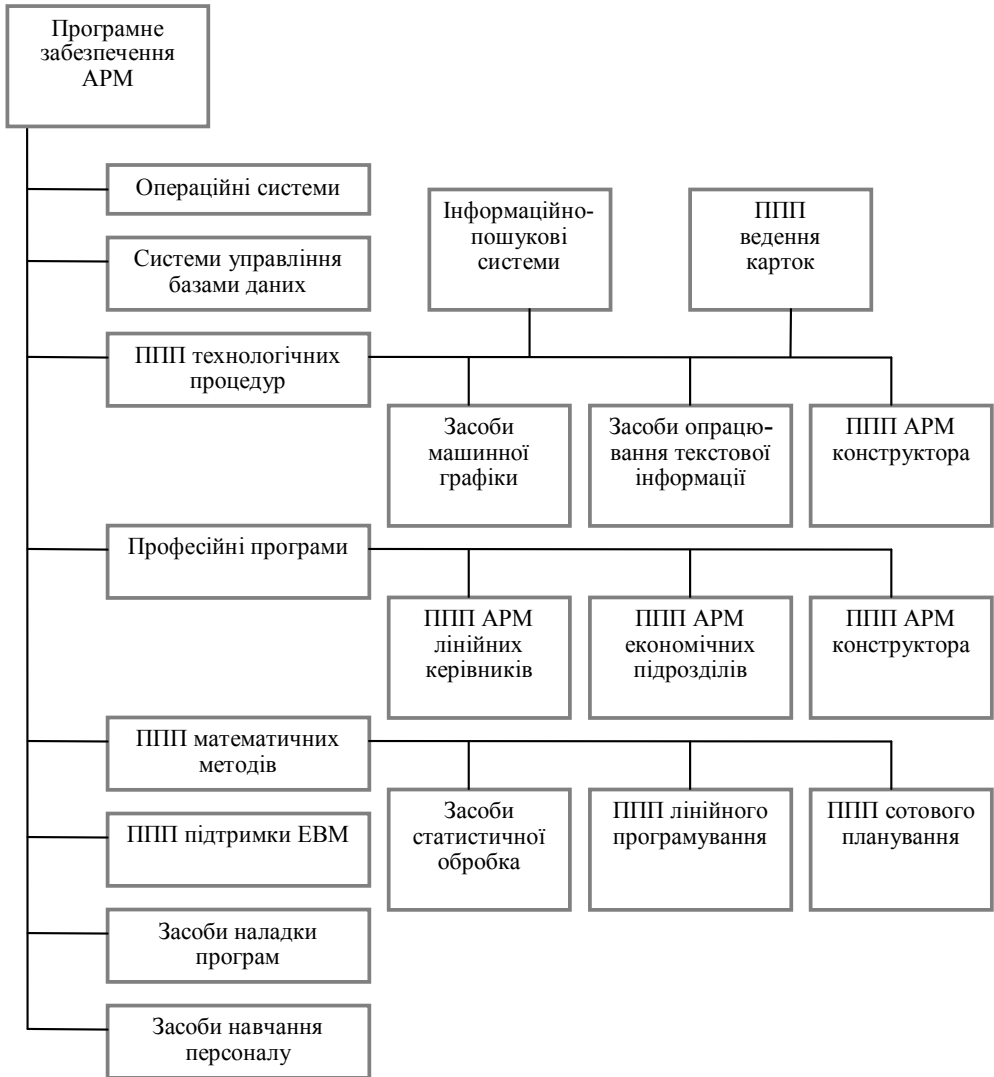 Програмне
забезпечення
АРМ
Операційні системи
Інформаційно-
пошукові
системи
ППП
ведення
карток
Системи управління
базами даних
ППП технологічних
процедур
Засоби
машинної
графіки
Засоби опрацю-
вання текстової
інформації
ППП АРМ
конструктора
Професійні програми
ППП АРМ
лінійних
керівників
ППП АРМ
економічних
підрозділів
ППП АРМ
конструктора
ППП математичних
методів
Засоби
статистичної
обробка
ППП лінійного
програмування
ППП сотового
планування
ППП підтримки ЕВМ
Засоби наладки
програм
Засоби навчання
персоналу